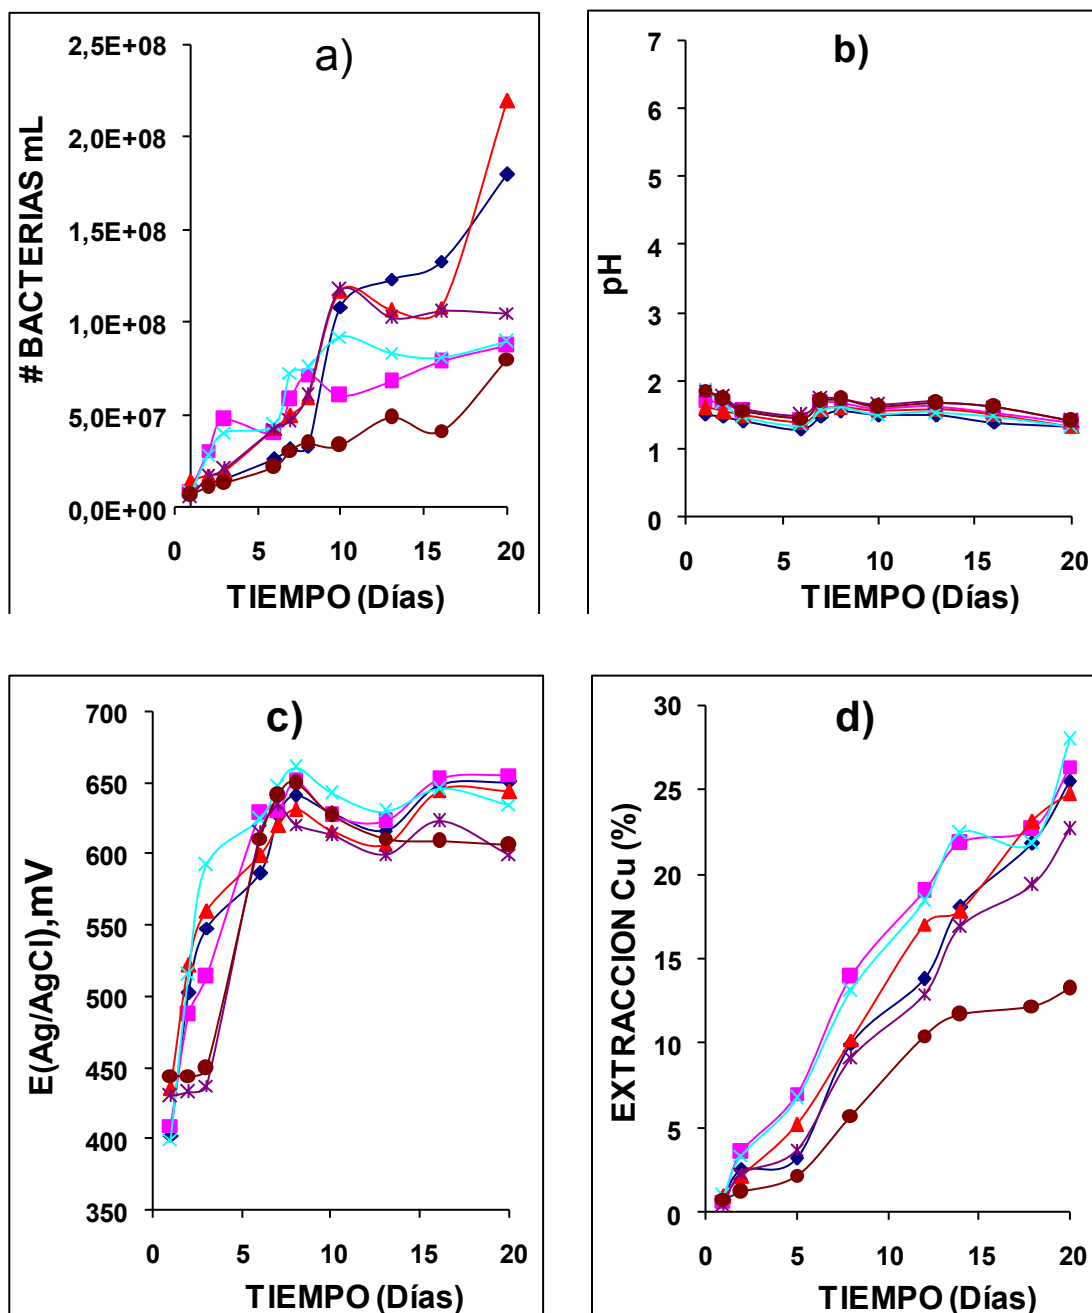 a)
# BACTERIAS mL
2,5E+08
2,0E+08
1,5E+08
1,0E+08
5,0E+07
0,0E+00
0 5 10 15 20
TIEMPO (Días)
b)
pH
7
6
5
4
3
2
1
0
0 5 10 15 20
TIEMPO (Días)
c)
E(Ag/AgCl),mV
700
650
600
550
500
450
400
350
0 5 10 15 20
TIEMPO (Días)
d)
EXTRACCION Cu (%)
30
25
20
15
10
5
0
0 5 10 15 20
TIEMPO (Días)